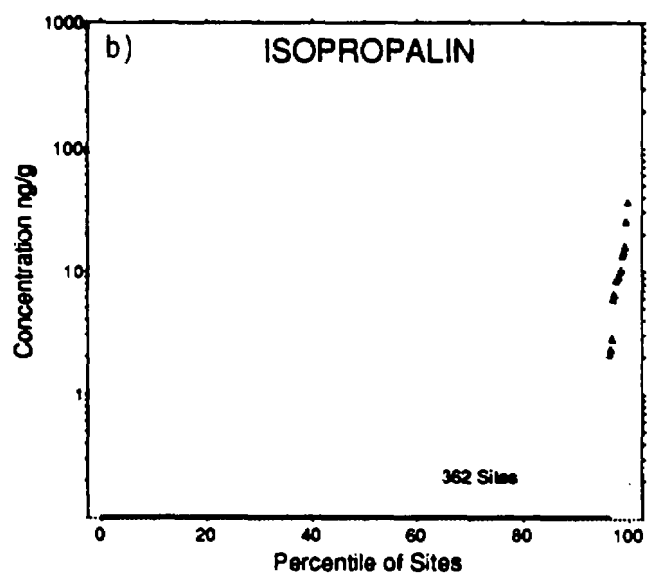 b) ISOPROPALIN
1000
100
10
1
Concentration ng/g
362 Sites
0 20 40 60 80 100
Percentile of Sites